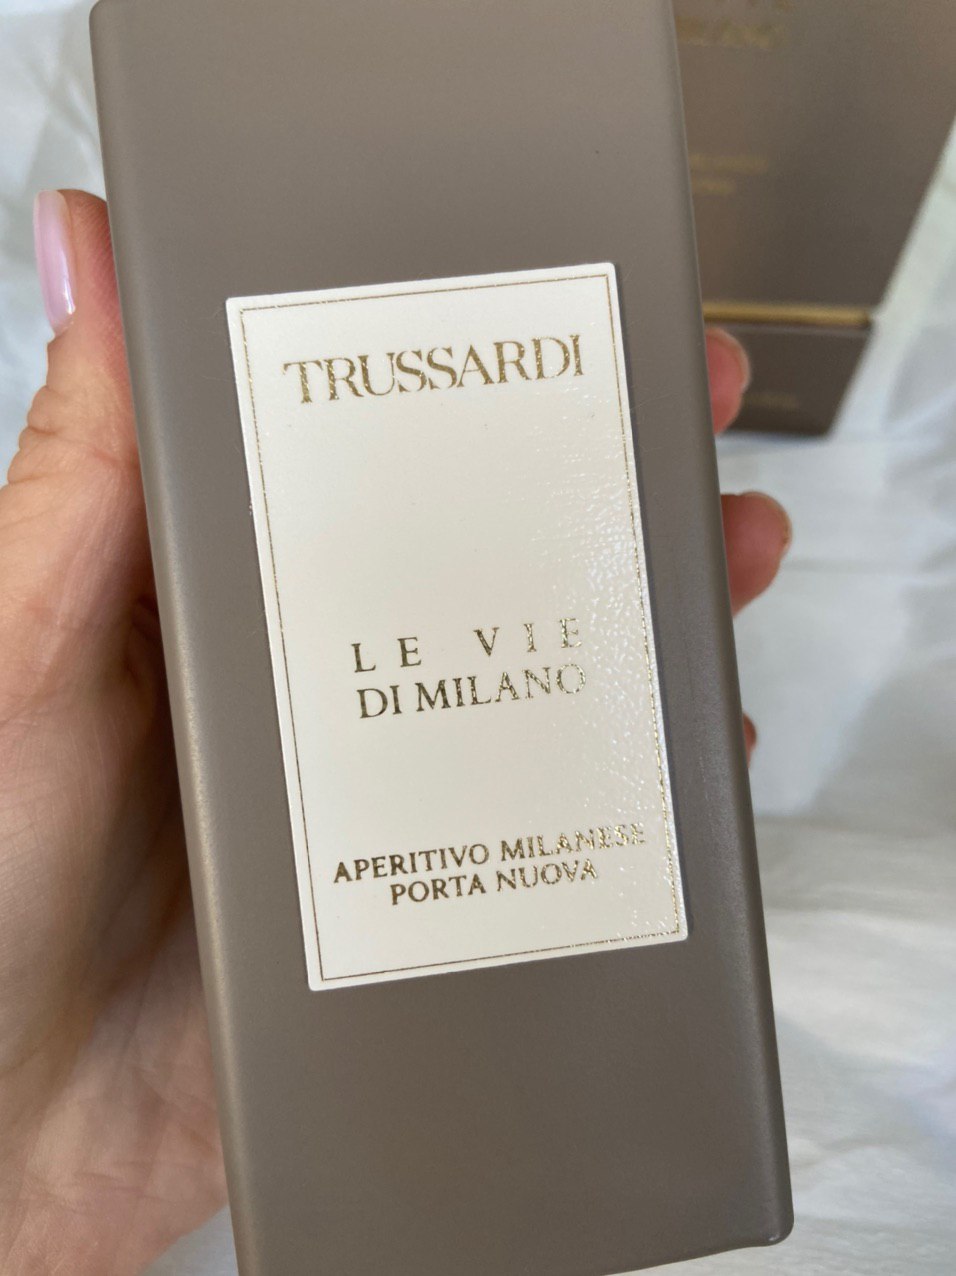 TRUSSARDI
LE VIE
DI MILANO
APERITIVO MILANESE
PORTA NUOVA